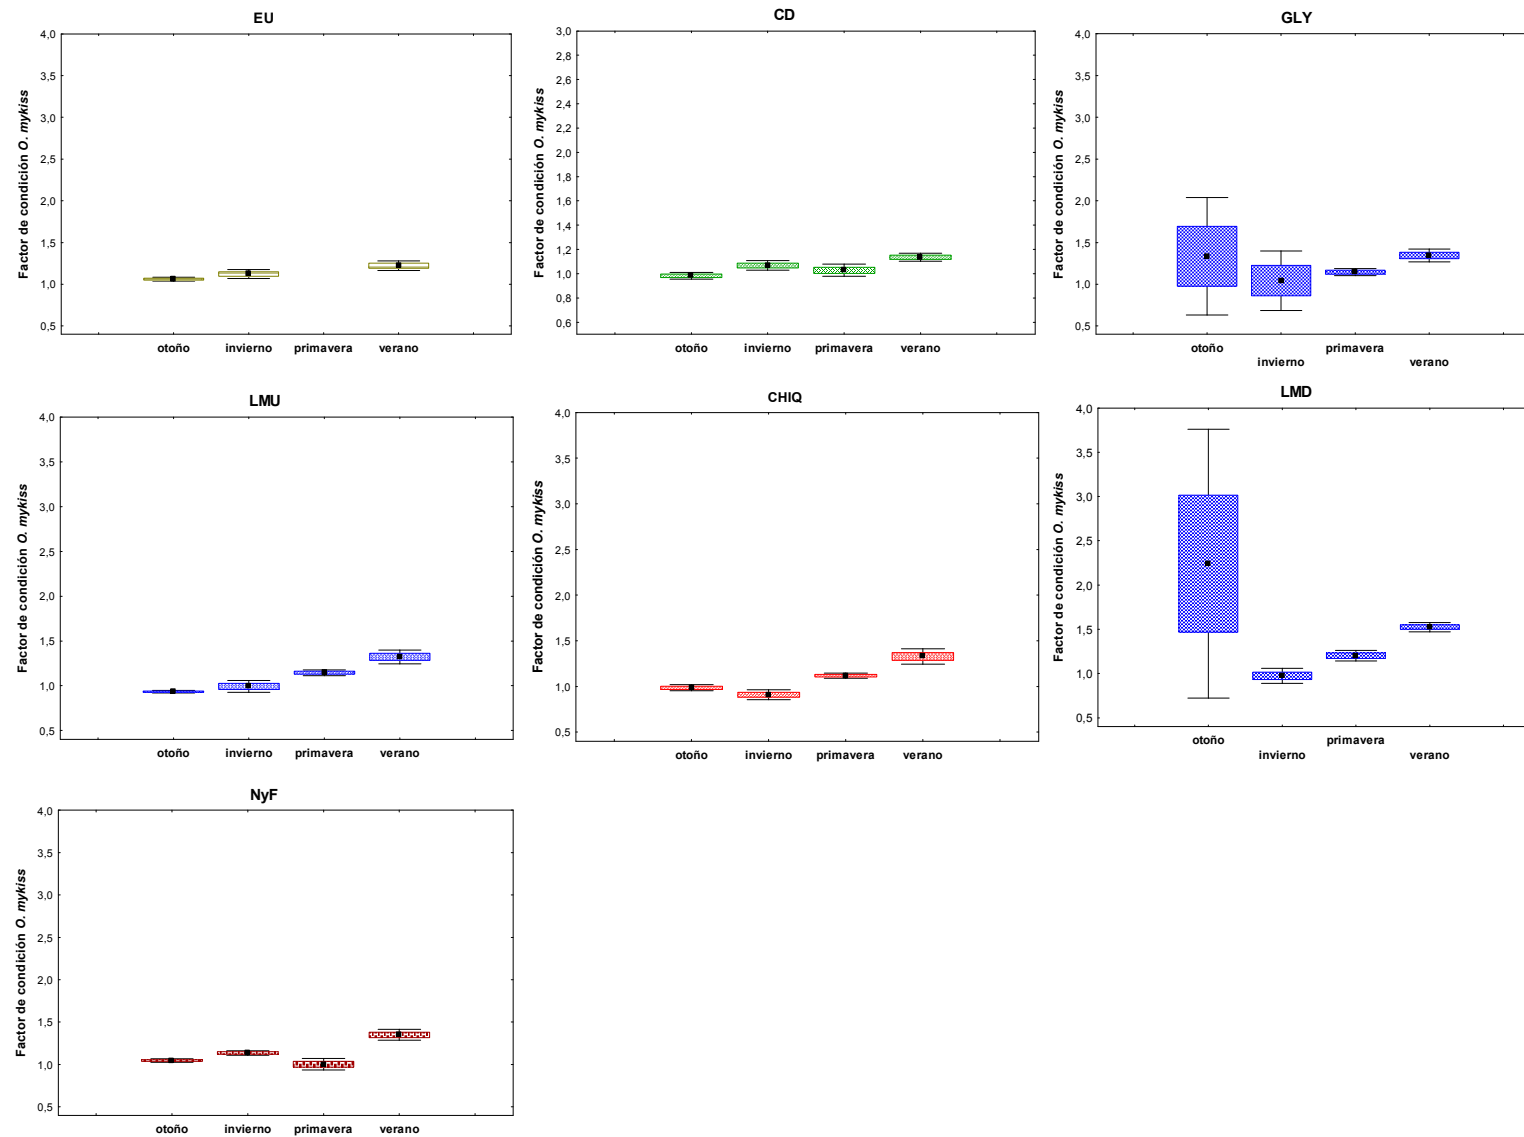 EU
Factor de condición O. mykiss
4,0
3,5
3,0
2,5
2,0
1,5
1,0
0,5
otoño invierno primavera verano
CD
Factor de condición O. mykiss
3,0
2,8
2,6
2,4
2,2
2,0
1,8
1,6
1,4
1,2
1,0
0,8
0,6
otoño invierno primavera verano
GLY
Factor de condición O. mykiss
4,0
3,5
3,0
2,5
2,0
1,5
1,0
0,5
otoño primavera
invierno verano
LMU
Factor de condición O. mykiss
4,0
3,5
3,0
2,5
2,0
1,5
1,0
0,5
otoño invierno primavera verano
CHIQ
Factor de condición O. mykiss
4,0
3,5
3,0
2,5
2,0
1,5
1,0
0,5
otoño invierno primavera verano
LMD
Factor de condición O. mykiss
4,0
3,5
3,0
2,5
2,0
1,5
1,0
0,5
otoño primavera
invierno verano
NyF
Factor de condición O. mykiss
4,0
3,5
3,0
2,5
2,0
1,5
1,0
0,5
otoño invierno primavera verano